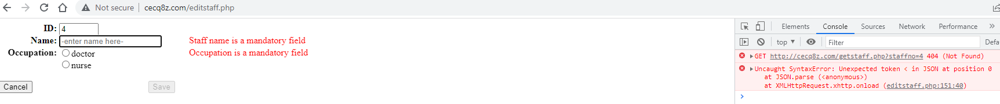 Not secure | cecq8z.com/editstaff.php
ID: 4
Name: -enter name here- Staff name is a mandatory field
Occupation: doctor Occupation is a mandatory field
nurse
Cancel Save
Elements Console Sources Network Performance »
top ▼ Filter Defa
GET http://cecq8z.com/getstaff.php?staffno=4 404 (Not Found)
Uncaught SyntaxError: Unexpected token < in JSON at position 0
at JSON.parse (<anonymous>)
at XMLHttpRequest.xhttp.onload (editstaff.php:151:40)
>